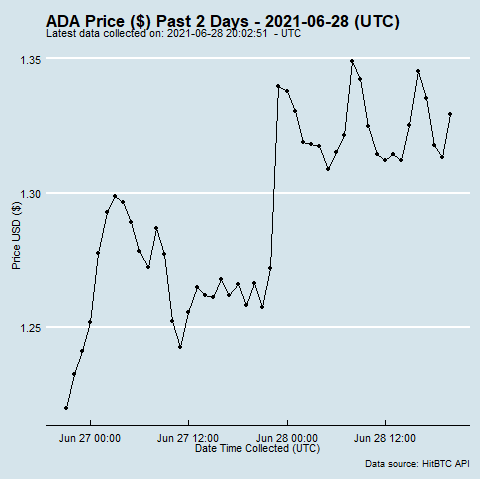 ADA Price ($) Past 2 Days - 2021-06-28 (UTC)
Latest data collected on: 2021-06-28 20:02:51  - UTC
1.35
1.30
1.25
Price USD ($)
Jun 27 00:00
Jun 27 12:00
Jun 28 00:00
Jun 28 12:00
Date Time Collected (UTC)
Data source: HitBTC API